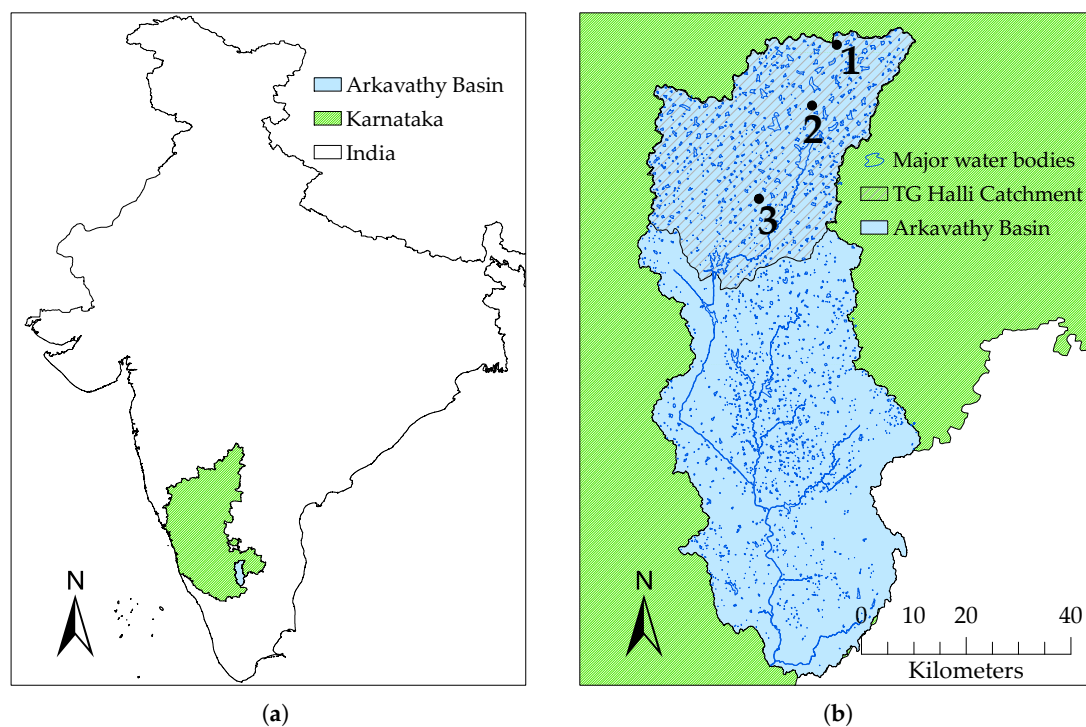 Arkavathy Basin
Karnataka
India
N
(a)
1
2
3
Major water bodies
TG Halli Catchment
Arkavathy Basin
N
0 10 20 40
Kilometers
(b)